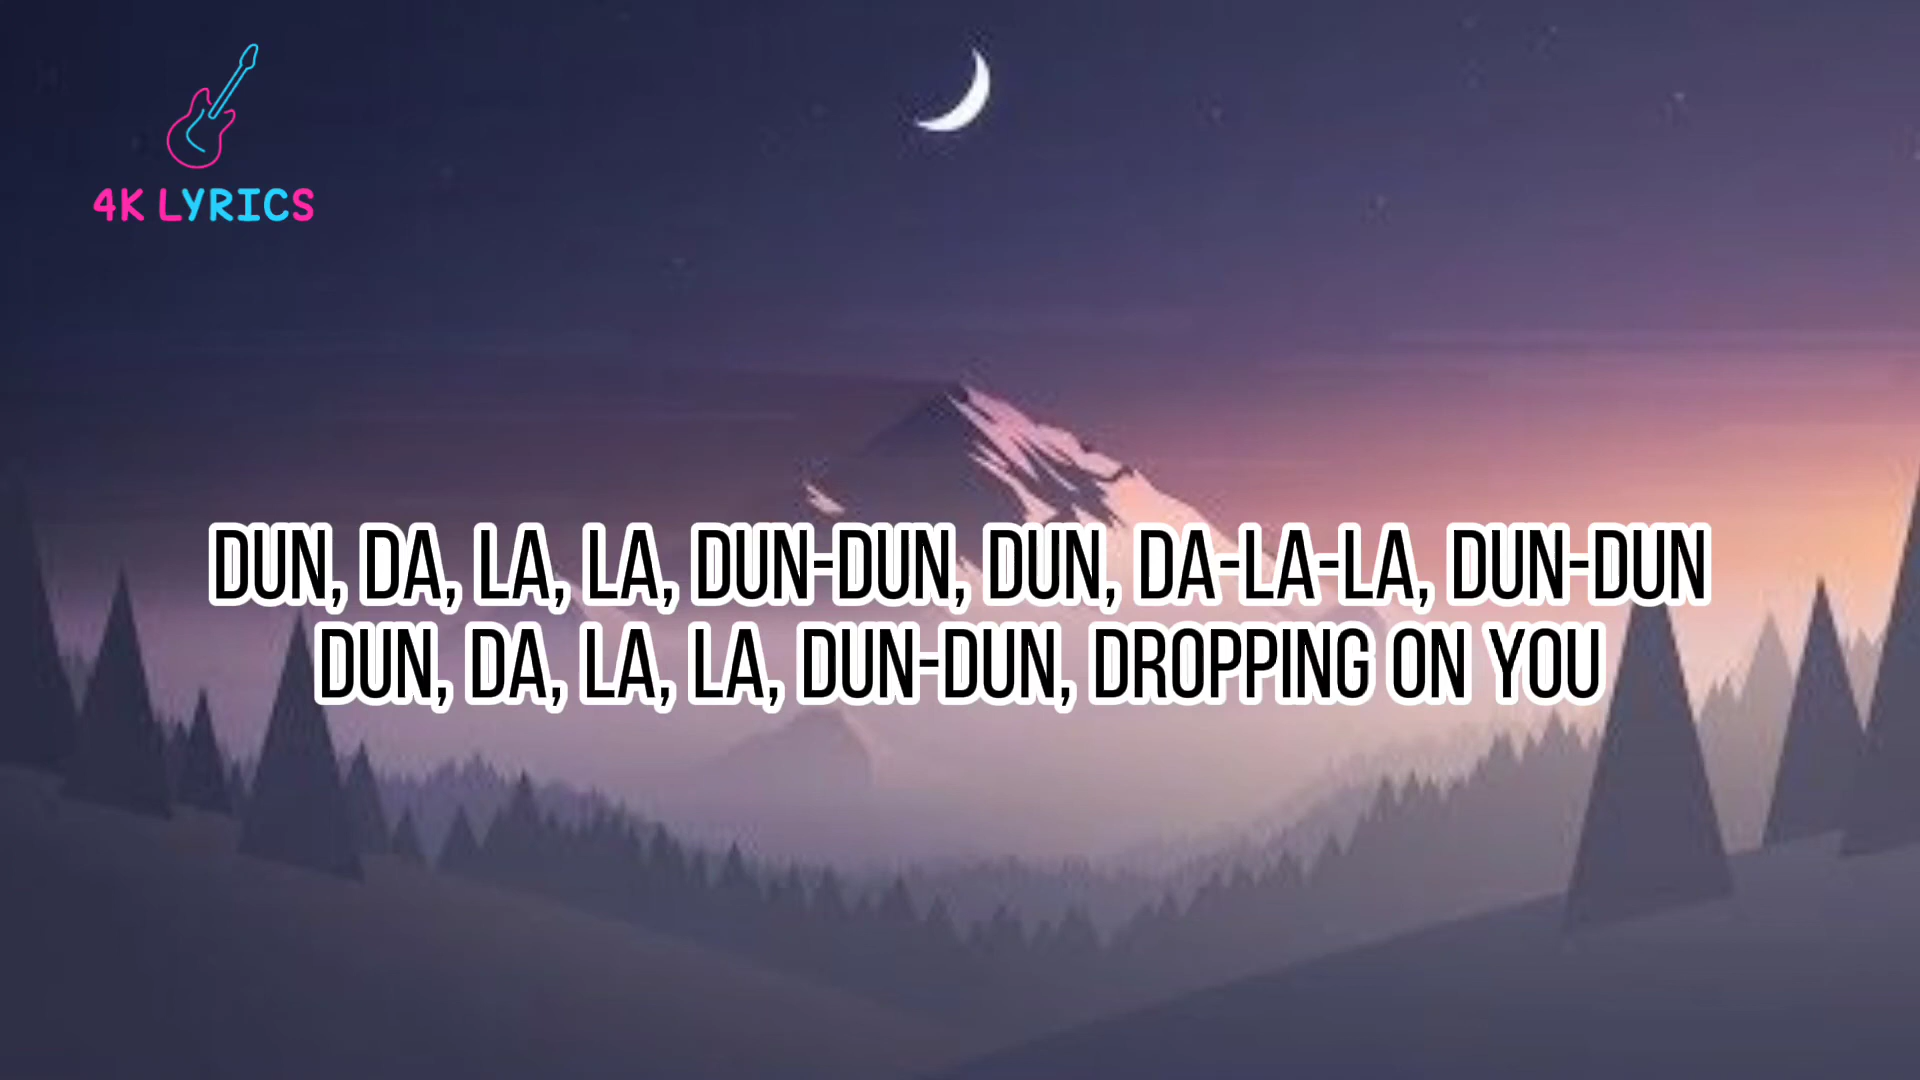 4K LYRICS
DUN, DA, LA, LA, DUN-DUN, DUN, DA-LA-LA, DUN-DUN
DUN, DA, LA, LA, DUN-DUN, DROPPING ON YOU